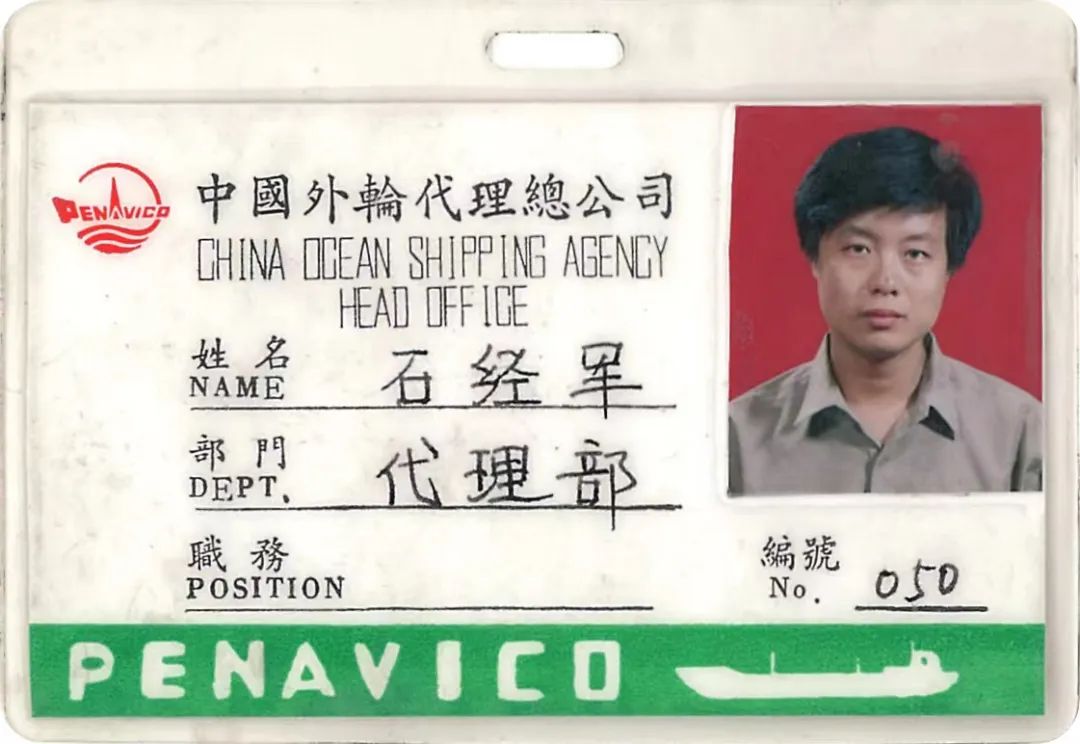 PENAVICO
中國外輪代理總公司
CHINA OCEAN SHIPPING AGENCY
HEAD OFFICE
姓名 石经军
NAME
部門 代理部
DEPT.
職務
POSITION
編號
No. 050
PENAVICO